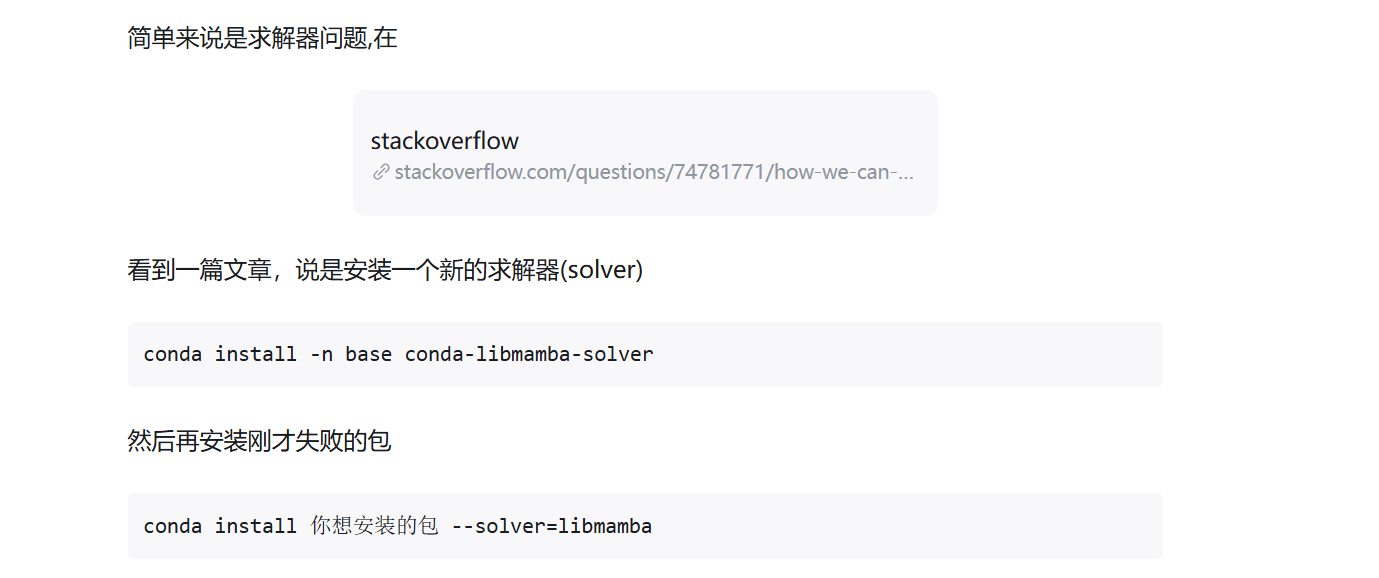 简单来说是求解器问题,在
stackoverflow
stackoverflow.com/questions/74781771/how-we-can-...
看到一篇文章，说是安装一个新的求解器(solver)
conda install -n base conda-libmamba-solver
然后再安装刚才失败的包
conda install 你想安装的包 --solver=libmamba